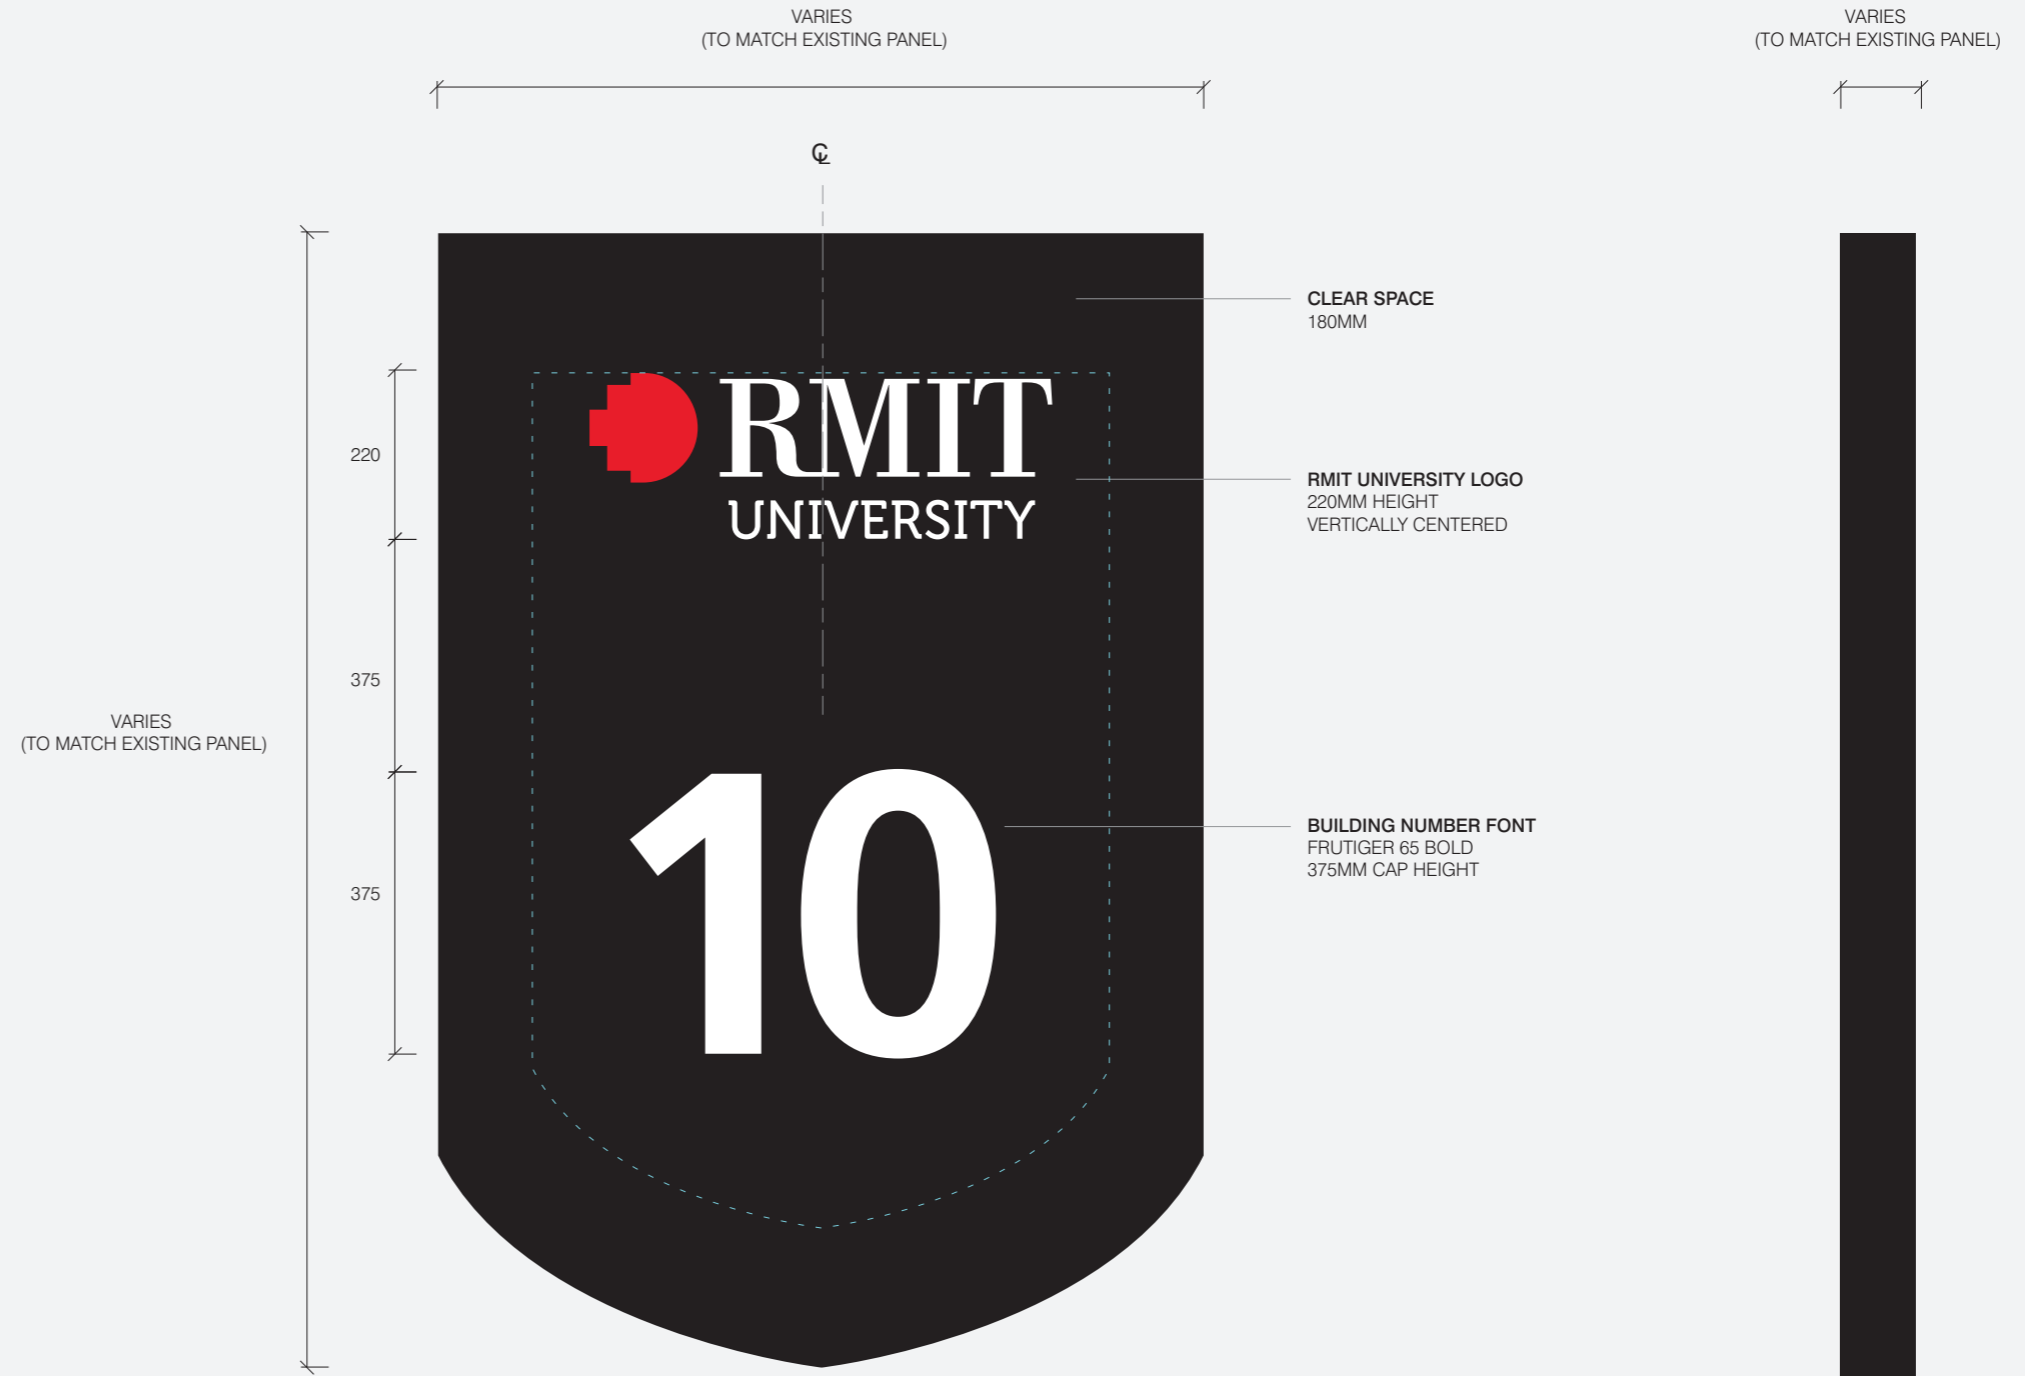 VARIES
(TO MATCH EXISTING PANEL)
VARIES
(TO MATCH EXISTING PANEL)
℄
CLEAR SPACE
180MM
RMIT
UNIVERSITY
220
RMIT UNIVERSITY LOGO
220MM HEIGHT
VERTICALLY CENTERED
375
VARIES
(TO MATCH EXISTING PANEL)
10
BUILDING NUMBER FONT
FRUTIGER 65 BOLD
375MM CAP HEIGHT
375